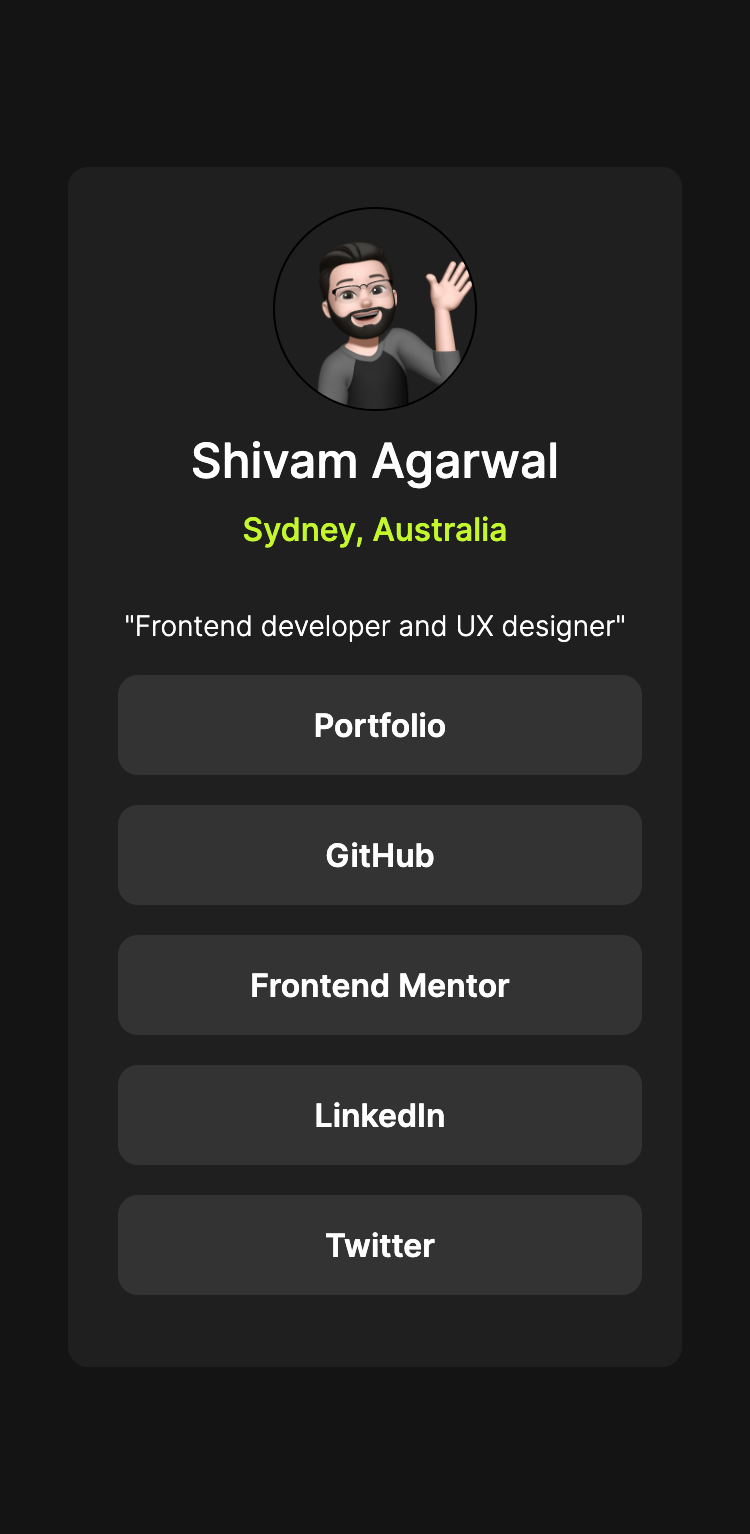 Shivam Agarwal
Sydney, Australia
"Frontend developer and UX designer"
Portfolio
GitHub
Frontend Mentor
LinkedIn
Twitter